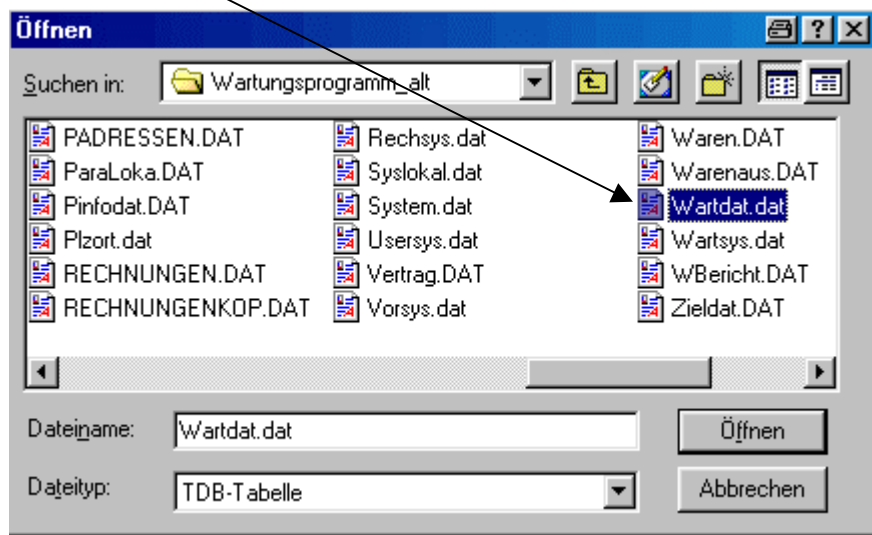 Öffnen
Suchen in: Wartungsprogramm_alt
PADRESSEN.DAT Rechsys.dat Waren.DAT
ParaLoka.DAT Syslokal.dat Warenaus.DAT
Pinfodat.DAT System.dat Wartdat.dat
Plzort.dat Usersys.dat Wartsys.dat
RECHNUNGEN.DAT Vertrag.DAT WBericht.DAT
RECHNUNGENKOP.DAT Vorsys.dat Zieldat.DAT
Dateiname: Wartdat.dat Öffnen
Dateityp: TDB-Tabelle Abbrechen